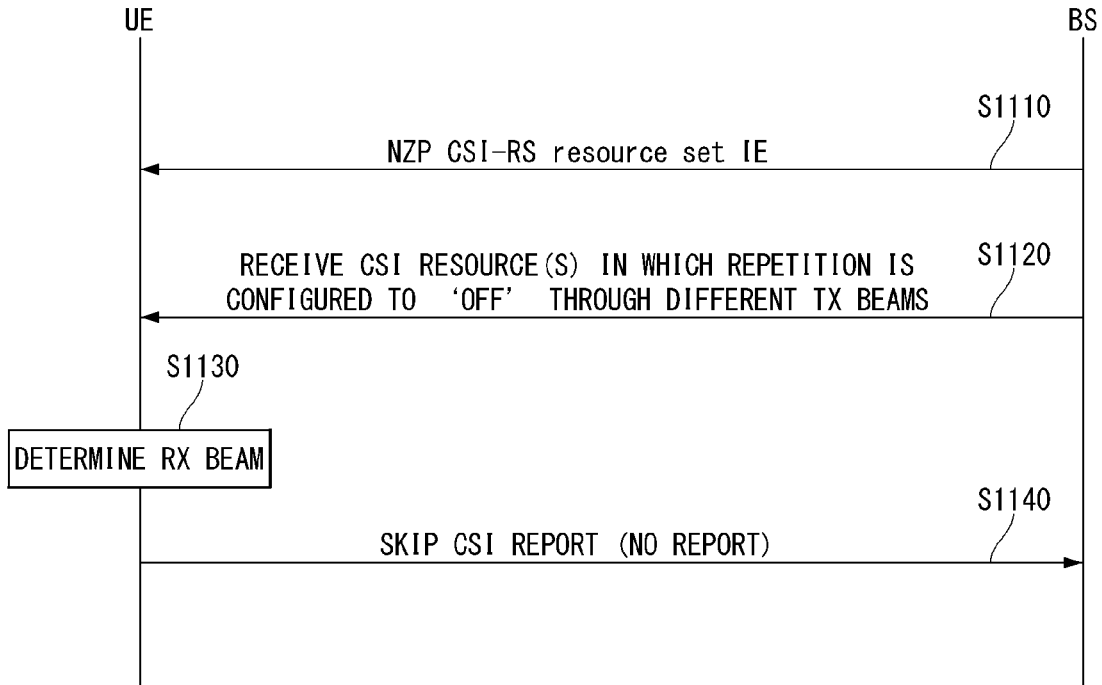 UE
BS
S1110
NZP CSI-RS resource set IE
S1120
RECEIVE CSI RESOURCE(S) IN WHICH REPETITION IS
CONFIGURED TO ‘OFF’ THROUGH DIFFERENT TX BEAMS
S1130
DETERMINE RX BEAM
S1140
SKIP CSI REPORT (NO REPORT)